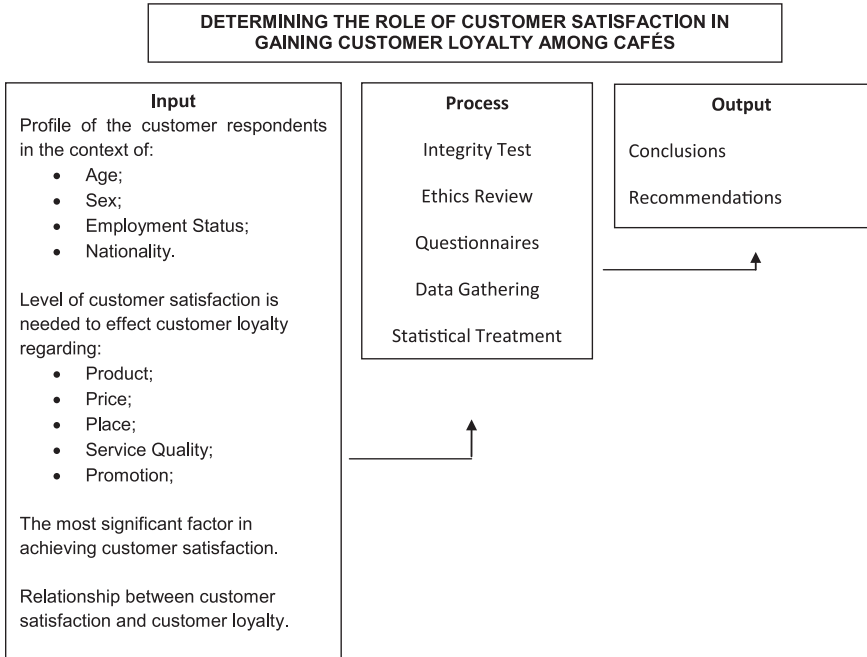 DETERMINING THE ROLE OF CUSTOMER SATISFACTION IN
GAINING CUSTOMER LOYALTY AMONG CAFÉS
Input
Profile of the customer respondents
in the context of:
• Age;
• Sex;
• Employment Status;
• Nationality.
Level of customer satisfaction is
needed to effect customer loyalty
regarding:
• Product;
• Price;
• Place;
• Service Quality;
• Promotion;
The most significant factor in
achieving customer satisfaction.
Relationship between customer
satisfaction and customer loyalty.
Process
Integrity Test
Ethics Review
Questionnaires
Data Gathering
Statistical Treatment
Output
Conclusions
Recommendations